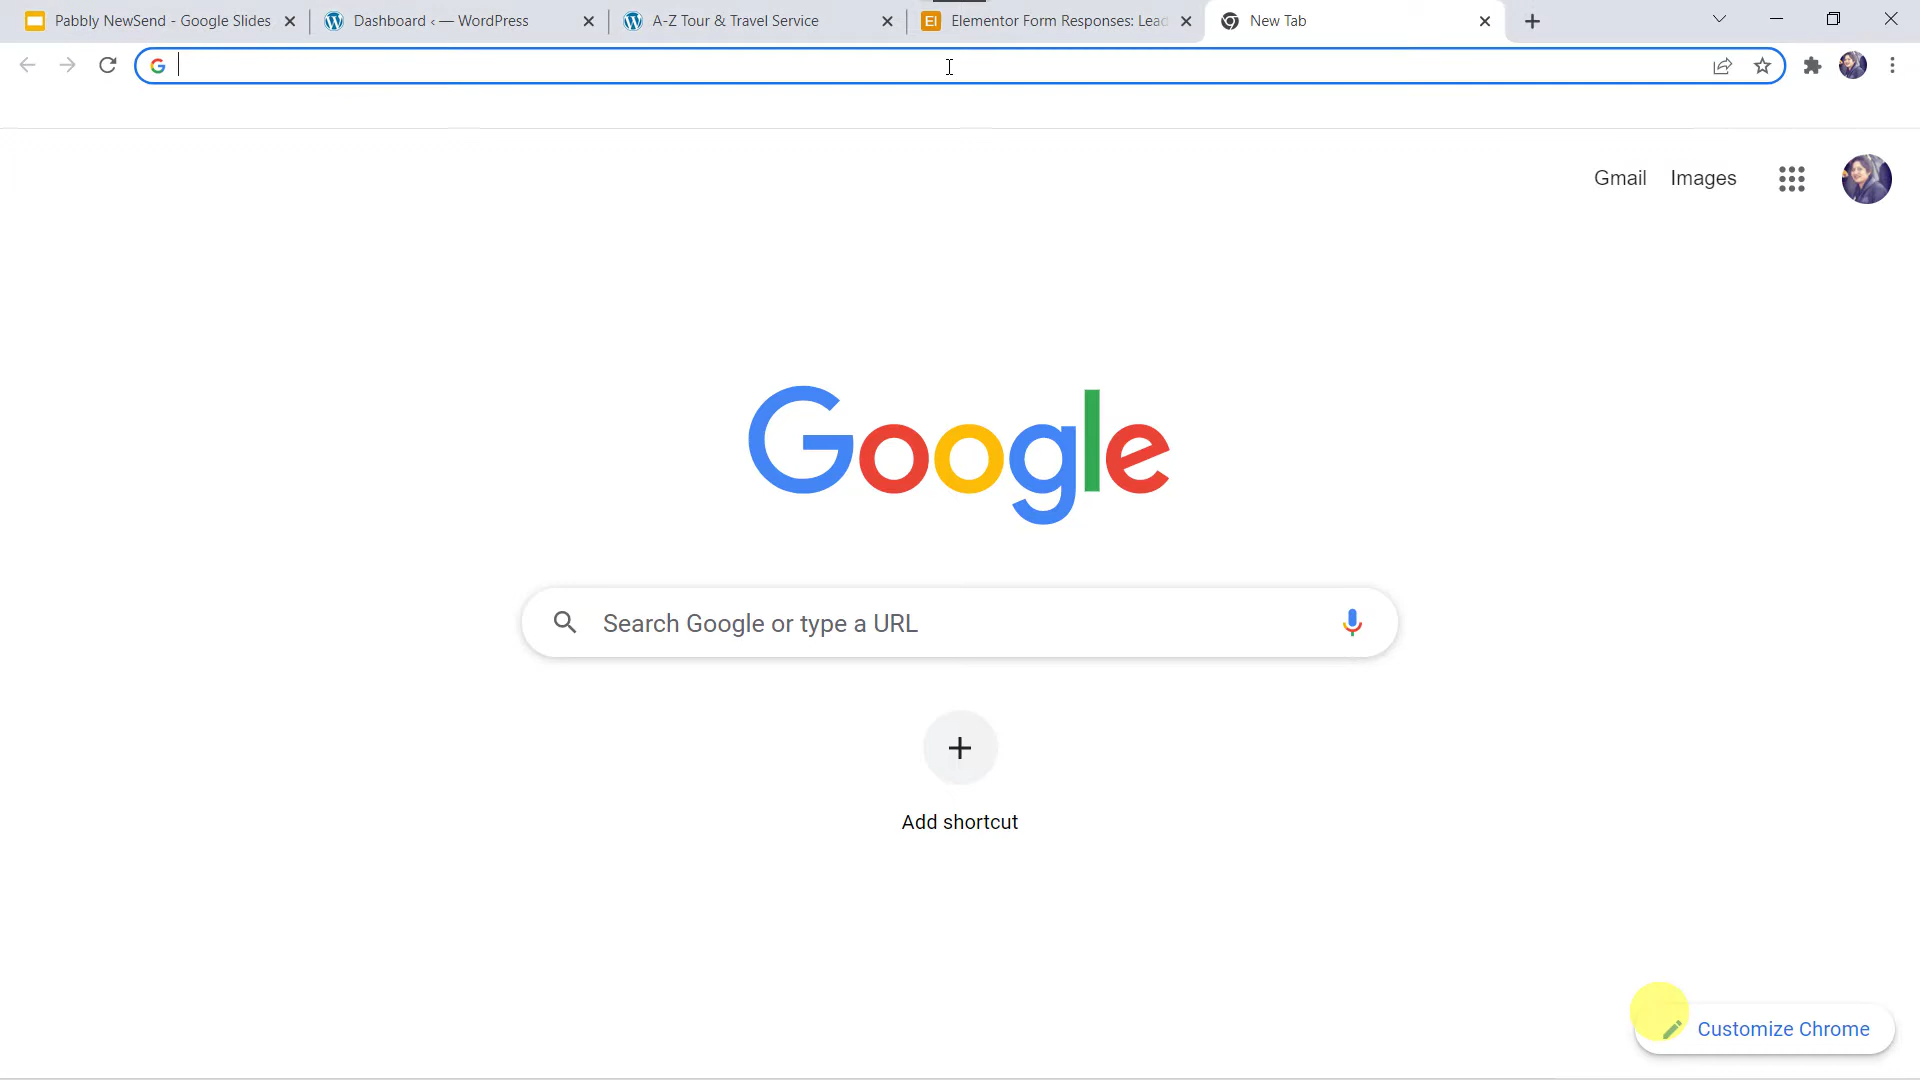 Pabbly NewSend - Google Slides
Dashboard ‹ — WordPress
A-Z Tour & Travel Service
EI
Elementor Form Responses: Lead
New Tab
Gmail
Images
Google
Search Google or type a URL
Add shortcut
Customize Chrome